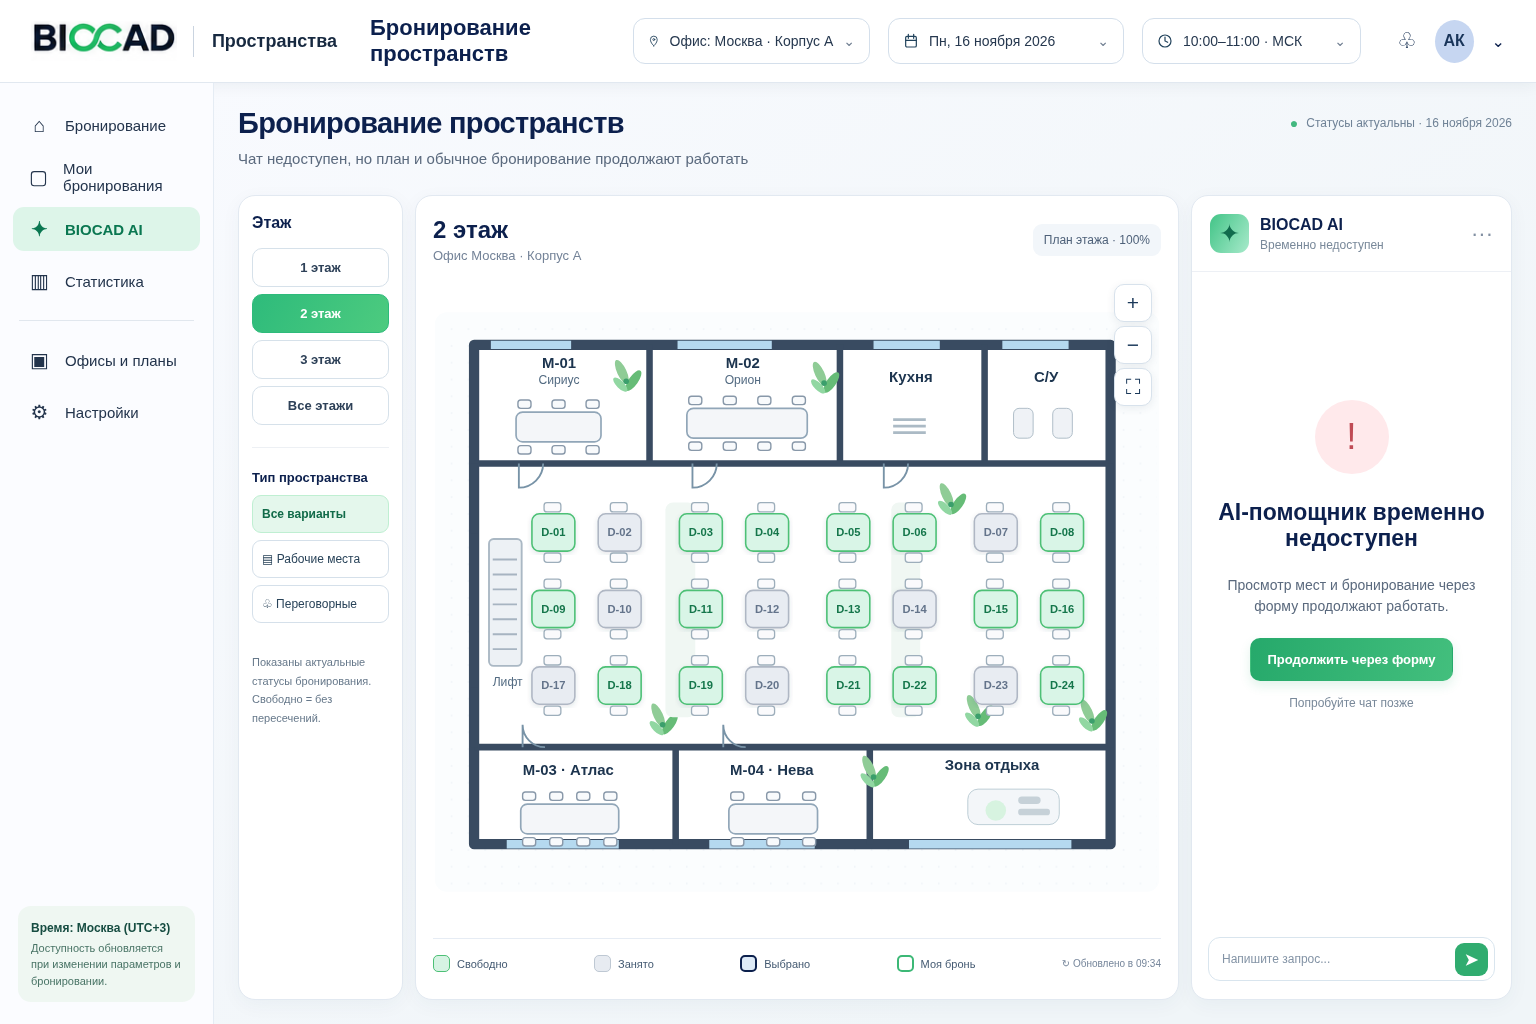 BIOCAD
Пространства
Бронирование
пространств
Офис: Москва · Корпус А
Пн, 16 ноября 2026
10:00–11:00 · МСК
АК
Бронирование
Мои
бронирования
BIOCAD AI
Статистика
Офисы и планы
Настройки
Время: Москва (UTC+3)
Доступность обновляется
при изменении параметров и
бронировании.
Бронирование пространств
Чат недоступен, но план и обычное бронирование продолжают работать
Статусы актуальны · 16 ноября 2026
Этаж
1 этаж
2 этаж
3 этаж
Все этажи
Тип пространства
Все варианты
Рабочие места
Переговорные
Показаны актуальные
статусы бронирования.
Свободно = без
пересечений.
2 этаж
Офис Москва · Корпус А
План этажа · 100%
+
−
M-01
Сириус
M-02
Орион
Кухня
С/У
D-01 D-02 D-03 D-04 D-05 D-06 D-07 D-08
D-09 D-10 D-11 D-12 D-13 D-14 D-15 D-16
Лифт
D-17 D-18 D-19 D-20 D-21 D-22 D-23 D-24
M-03 · Атлас
M-04 · Нева
Зона отдыха
Свободно
Занято
Выбрано
Моя бронь
↻ Обновлено в 09:34
BIOCAD AI
Временно недоступен
...
!
AI-помощник временно
недоступен
Просмотр мест и бронирование через
форму продолжают работать.
Продолжить через форму
Попробуйте чат позже
Напишите запрос...